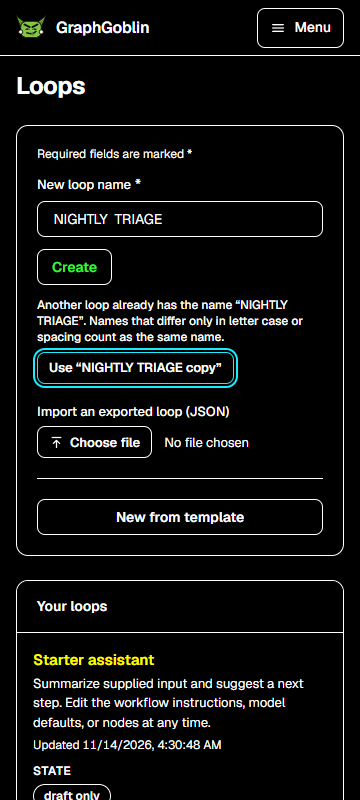 GraphGoblin
Menu
Loops
Required fields are marked *
New loop name *
NIGHTLY  TRIAGE
Create
Another loop already has the name “NIGHTLY
TRIAGE”. Names that differ only in letter case or
spacing count as the same name.
Use “NIGHTLY TRIAGE copy”
Import an exported loop (JSON)
Choose file
No file chosen
New from template
Your loops
Starter assistant
Summarize supplied input and suggest a next
step. Edit the workflow instructions, model
defaults, or nodes at any time.
Updated 11/14/2026, 4:30:48 AM
STATE
draft only